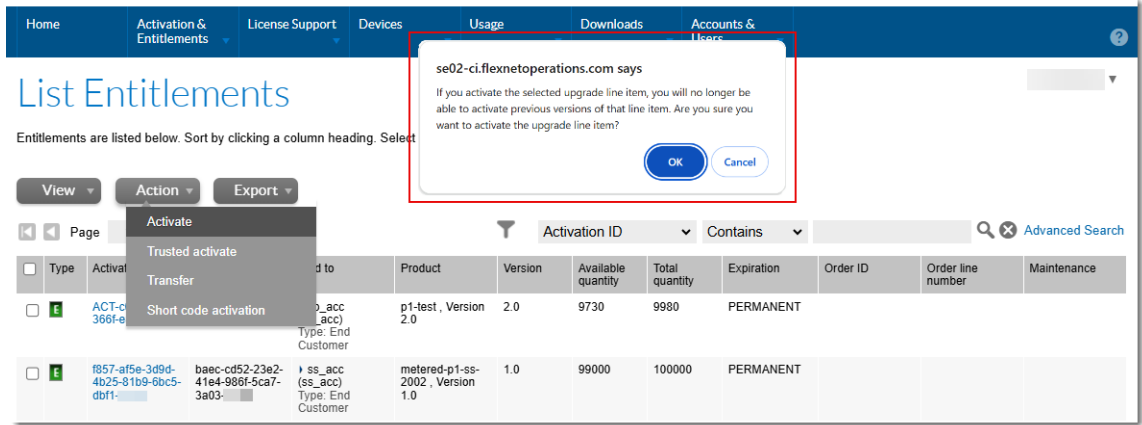 Home
Activation &
Entitlements
License Support
Devices
Usage
Downloads
Accounts &
Users
?
se02-ci.flexnetoperations.com says
If you activate the selected upgrade line item, you will no longer be
able to activate previous versions of that line item. Are you sure you
want to activate the upgrade line item?
OK
Cancel
List Entitlements
Entitlements are listed below. Sort by clicking a column heading. Select
View
Action
Export
Activate
Trusted activate
Transfer
Short code activation
Page
Activation ID
Contains
Advanced Search
Type
Product
Version
Available
quantity
Total
quantity
Expiration
Order ID
Order line
number
Maintenance
E
p1-test , Version
2.0
2.0
9730
9980
PERMANENT
Type: End
Customer
E
f857-af5e-3d9d-
4b25-81b9-6bc5-
dbf1-
baec-cd52-23e2-
41e4-986f-5ca7-
3a03-
ss_acc
(ss_acc)
Type: End
Customer
metered-p1-ss-
2002 , Version
1.0
1.0
99000
100000
PERMANENT